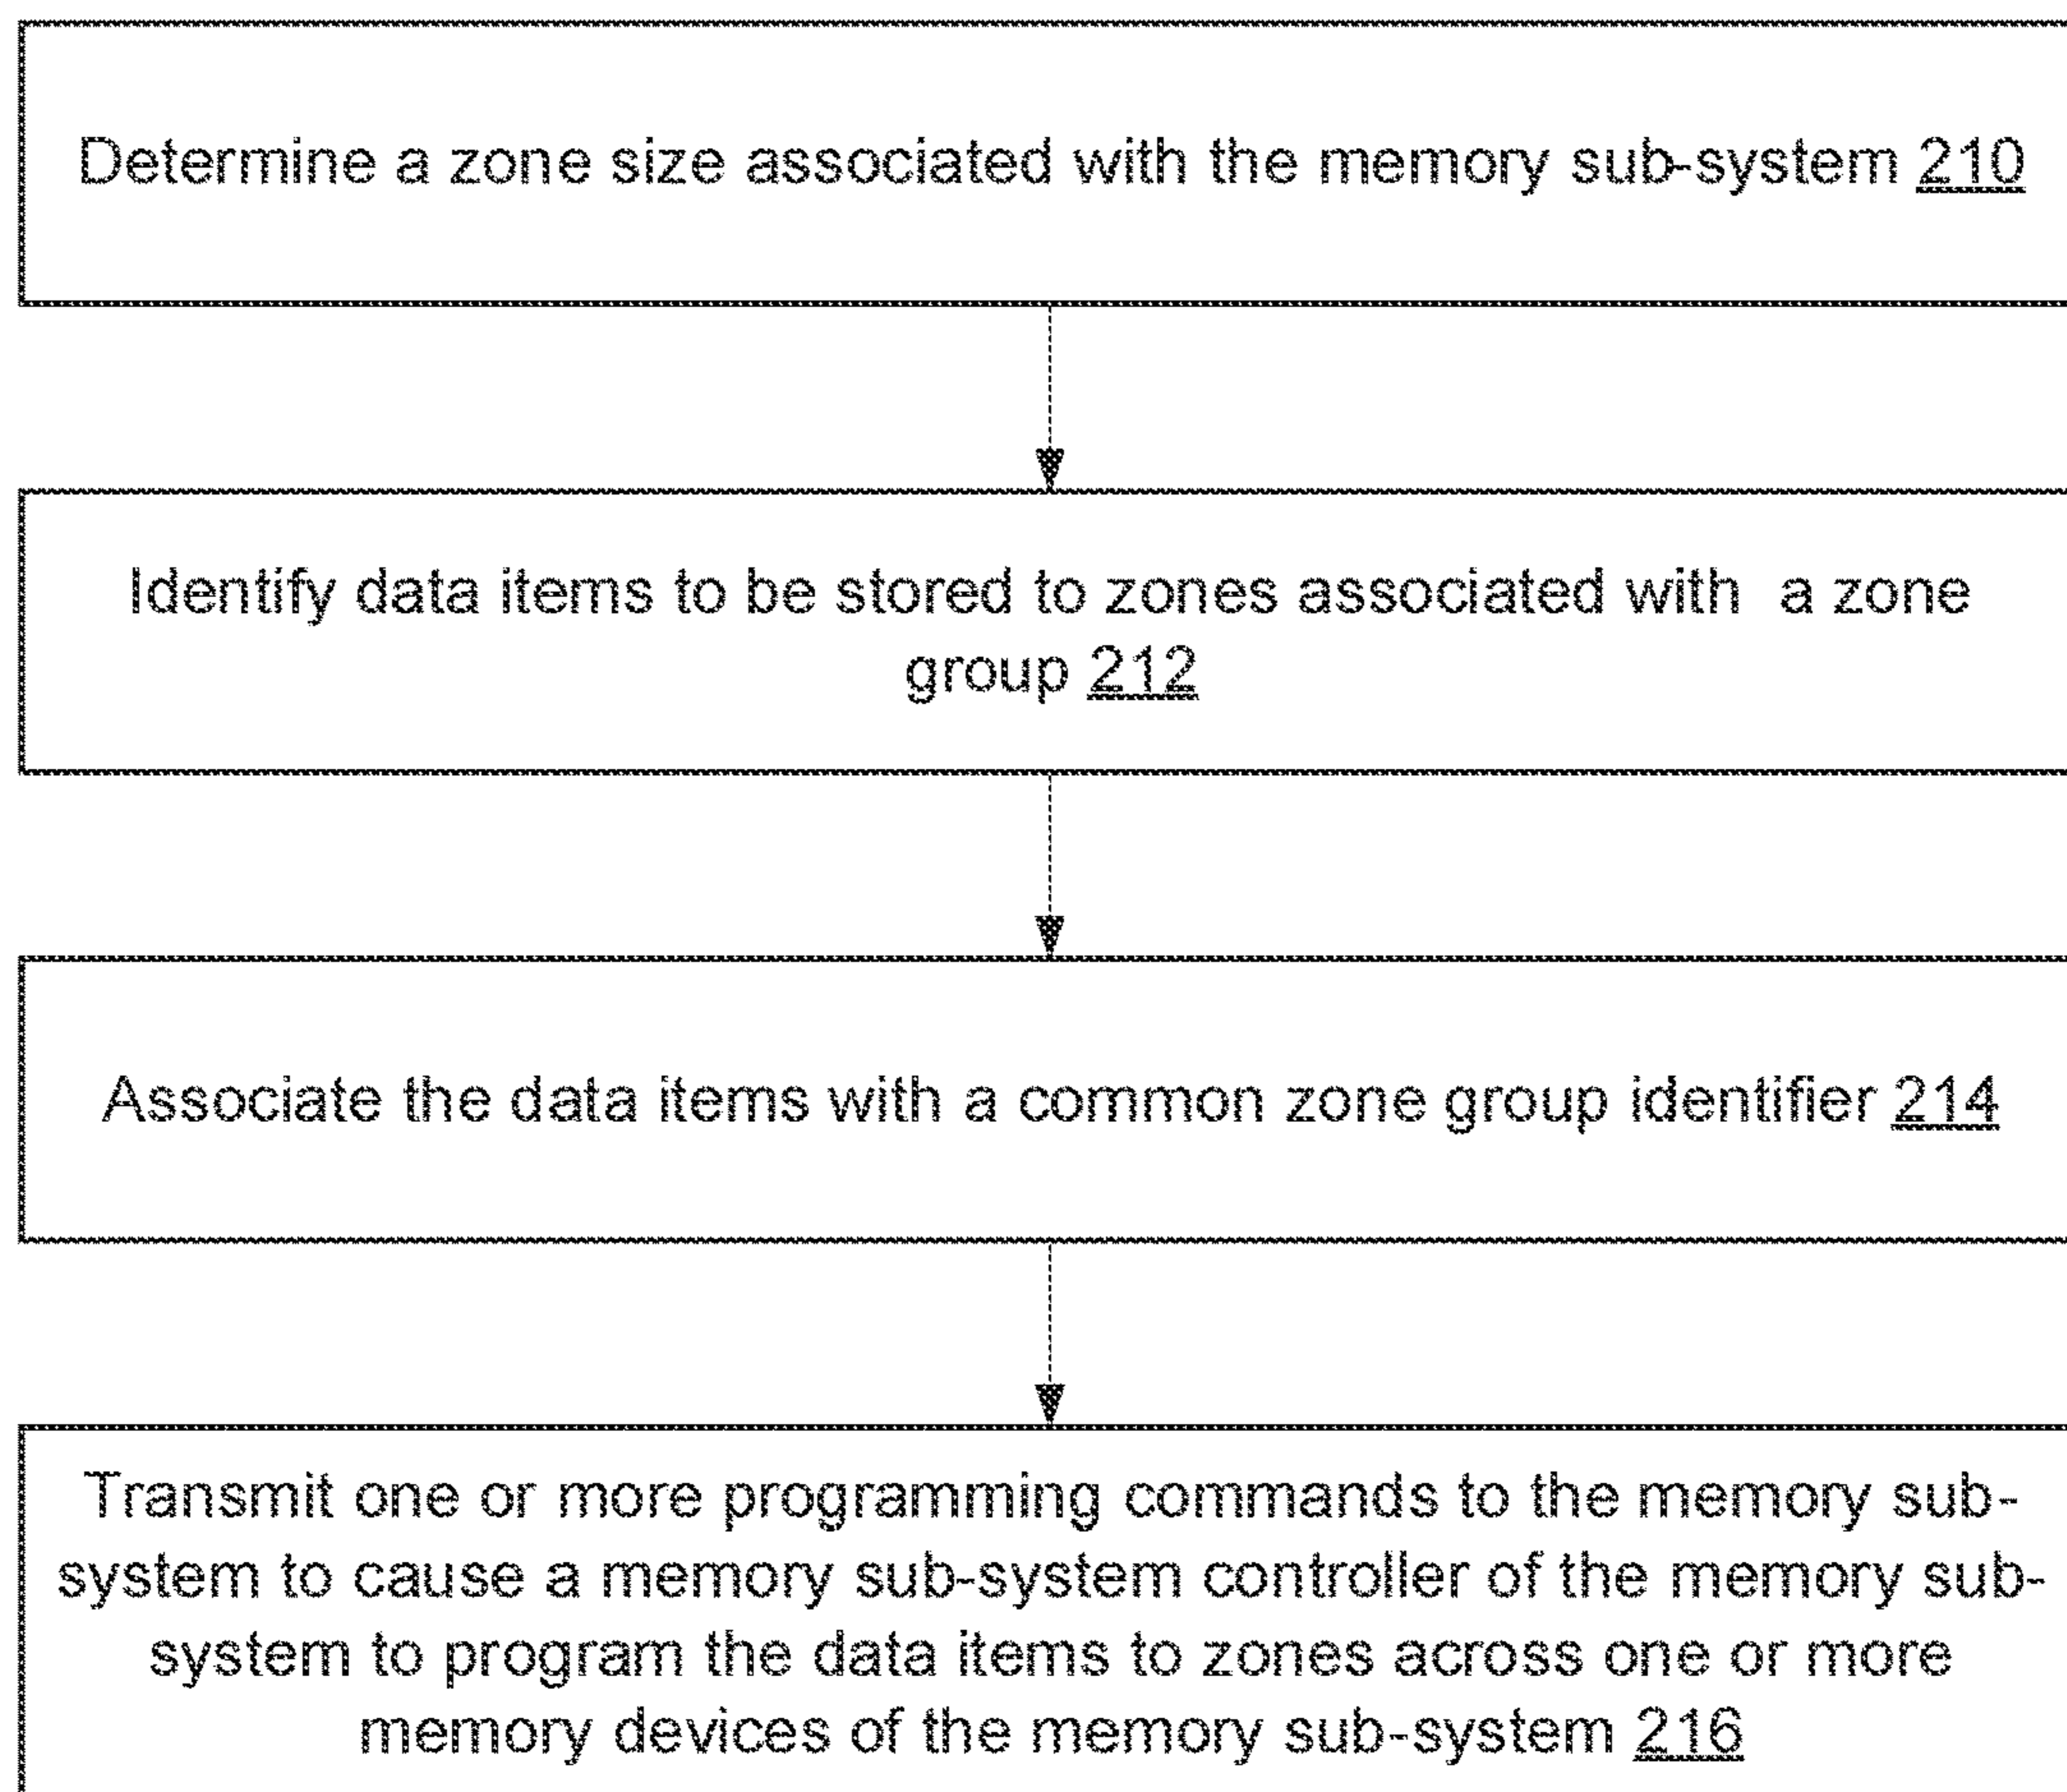 Determine a zone size associated with the memory sub-system 210
Identify data items to be stored to zones associated with a zone
group 212
Associate the data items with a common zone group identifier 214
Transmit one or more programming commands to the memory sub-
system to cause a memory sub-system controller of the memory sub-
system to program the data items to zones across one or more
memory devices of the memory sub-system 216